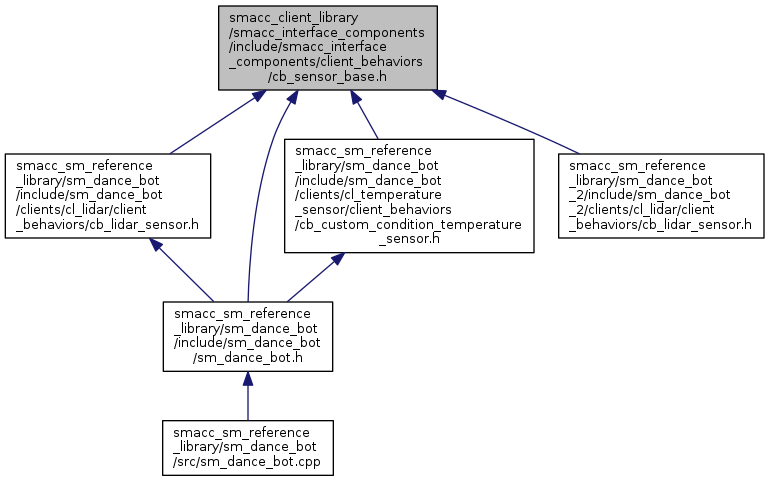 smacc_client_library
/smacc_interface_components
/include/smacc_interface
_components/client_behaviors
/cb_sensor_base.h
smacc_sm_reference
_library/sm_dance_bot
/include/sm_dance_bot
/clients/cl_lidar/client
_behaviors/cb_lidar_sensor.h
smacc_sm_reference
_library/sm_dance_bot
/include/sm_dance_bot
/clients/cl_temperature
_sensor/client_behaviors
/cb_custom_condition_temperature
_sensor.h
smacc_sm_reference
_library/sm_dance_bot
_2/include/sm_dance_bot
_2/clients/cl_lidar/client
_behaviors/cb_lidar_sensor.h
smacc_sm_reference
_library/sm_dance_bot
/include/sm_dance_bot
/sm_dance_bot.h
smacc_sm_reference
_library/sm_dance_bot
/src/sm_dance_bot.cpp